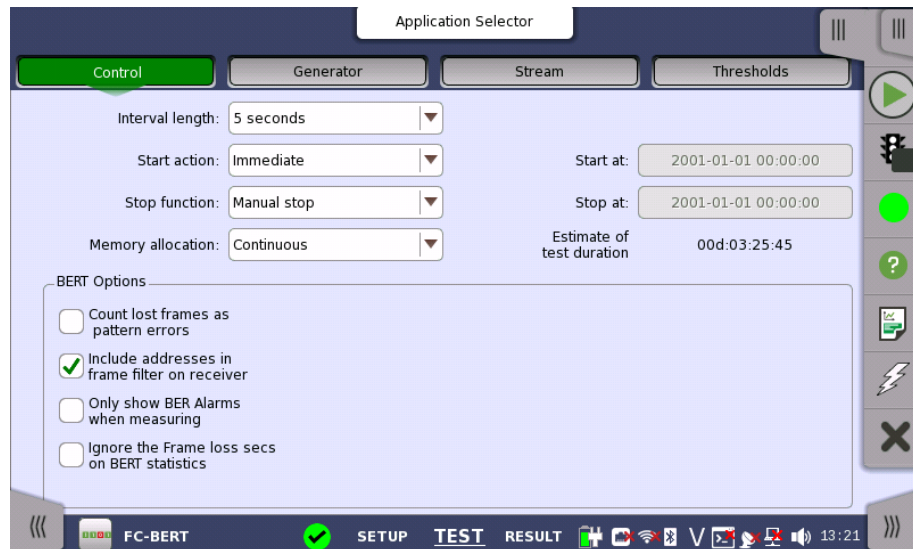 Application Selector
Control
Generator
Stream
Thresholds
Interval length: 5 seconds
Start action: Immediate
Start at: 2001-01-01 00:00:00
Stop function: Manual stop
Stop at: 2001-01-01 00:00:00
Memory allocation: Continuous
Estimate of
test duration
00d:03:25:45
BERT Options
Count lost frames as
pattern errors
Include addresses in
frame filter on receiver
Only show BER Alarms
when measuring
Ignore the Frame loss secs
on BERT statistics
FC-BERT
SETUP
TEST
RESULT
V
13:21